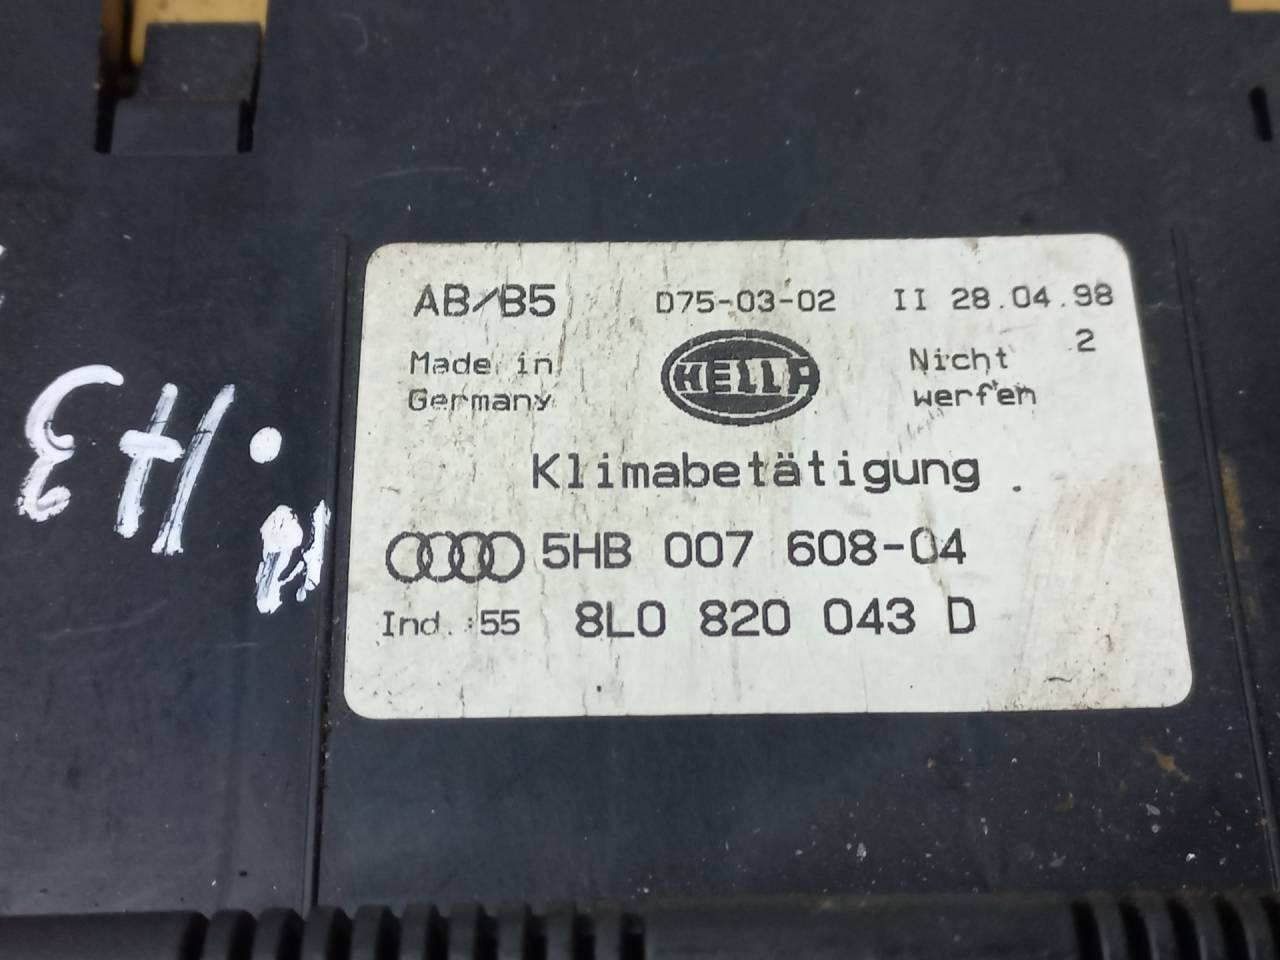 AB/B5 D75-03-02 II 28.04.98
2
Made in
Germany
HELLA
Nicht
werfen
Klimabetätigung
5HB 007 608-04
Ind.:55 8L0 820 043 D